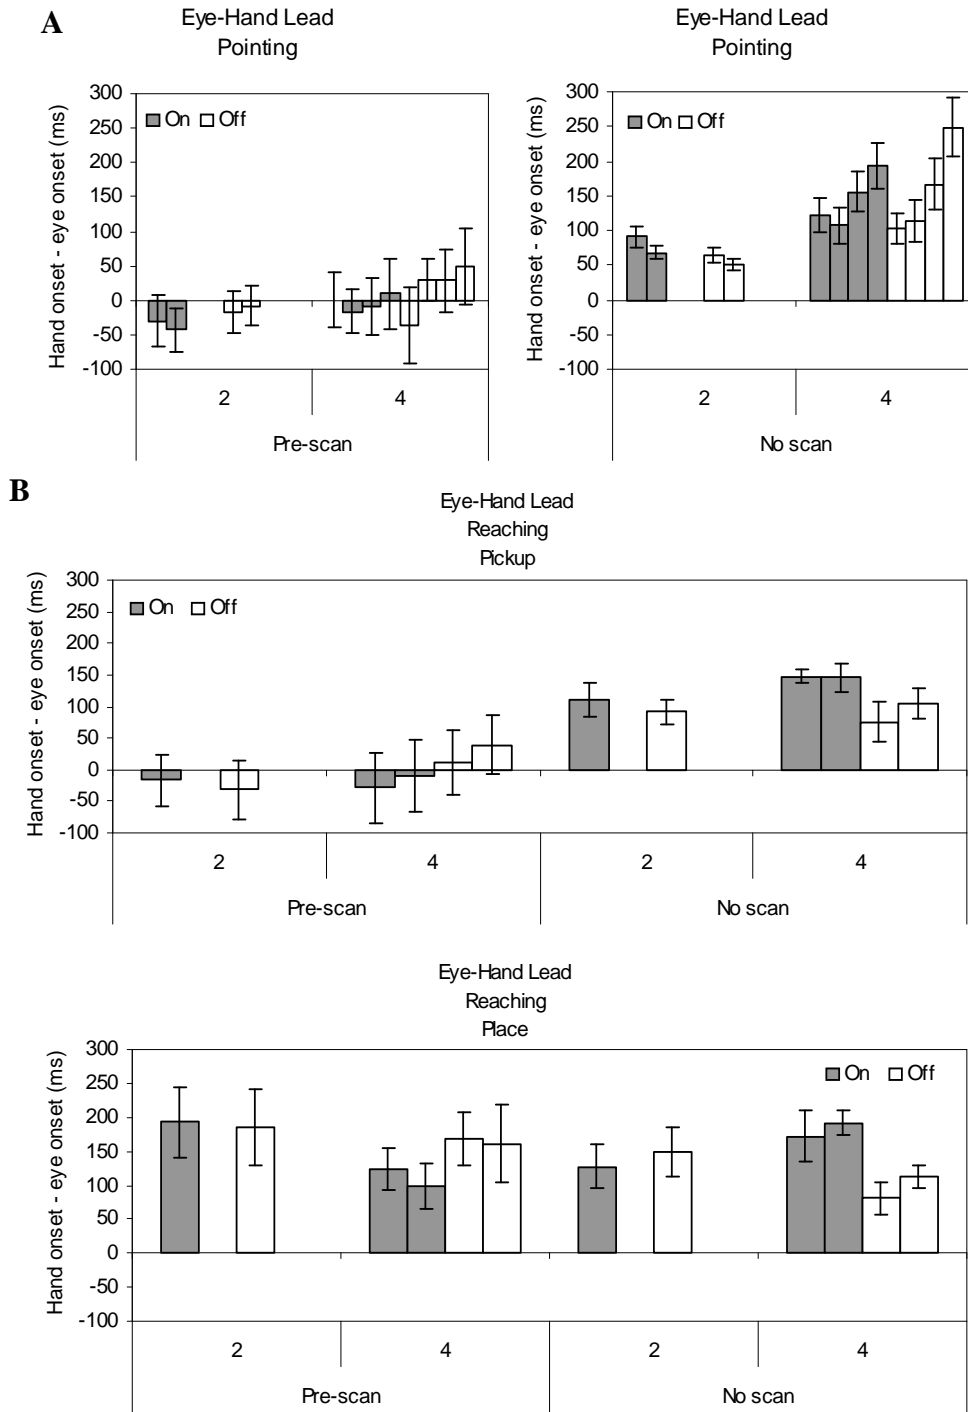 A
Eye-Hand Lead
Pointing
Hand onset - eye onset (ms)
300
250
200
150
100
50
0
-50
-100
On Off
2 4
Pre-scan
Eye-Hand Lead
Pointing
Hand onset - eye onset (ms)
300
250
200
150
100
50
0
-50
-100
On Off
2 4
No scan
B
Eye-Hand Lead
Reaching
Pickup
Hand onset - eye onset (ms)
300
250
200
150
100
50
0
-50
-100
On Off
2 4 2 4
Pre-scan No scan
Eye-Hand Lead
Reaching
Place
Hand onset - eye onset (ms)
300
250
200
150
100
50
0
-50
-100
On Off
2 4 2 4
Pre-scan No scan